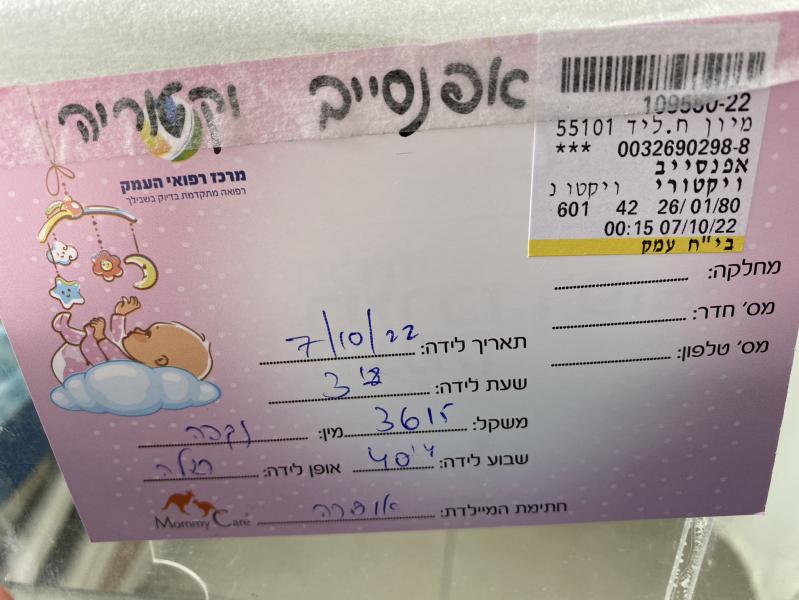 אפנסייב ויקטוריה
109580-22
מיון ח.ליד 55101
*** 0032690298-8
אפנסייב
ויקטורי ויקטו נ
601 42 26/01/80
00:15 07/10/22
בי"ח עמק
מרכז רפואי העמק
רפואה מתקדמת בדיוק בשבילך
מחלקה:
מס' חדר:
מס' טלפון:
תאריך לידה: 7/10/22
שעת לידה:
משקל: 3615 מין: נקבה
שבוע לידה: אופן לידה: רגילה
חתימת המיילדת:
Mommy Care